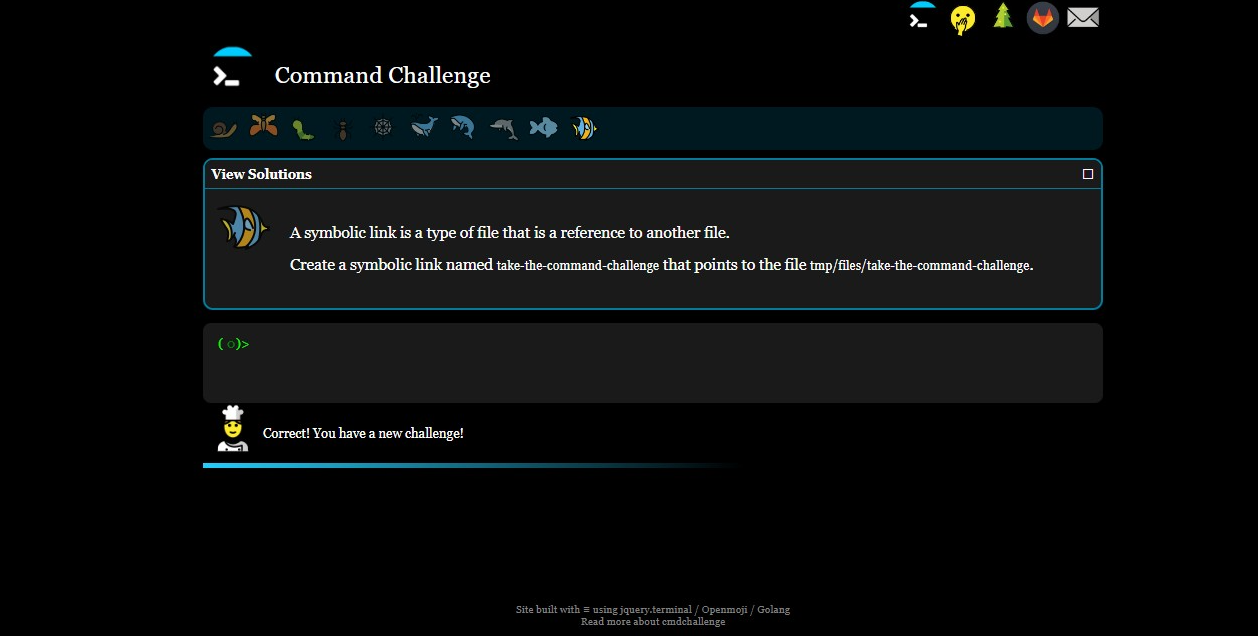 Command Challenge
View Solutions
A symbolic link is a type of file that is a reference to another file.
Create a symbolic link named take-the-command-challenge that points to the file tmp/files/take-the-command-challenge.
(○)>
Correct! You have a new challenge!
Site built with ≡ using jquery.terminal / Openmoji / Golang
Read more about cmdchallenge